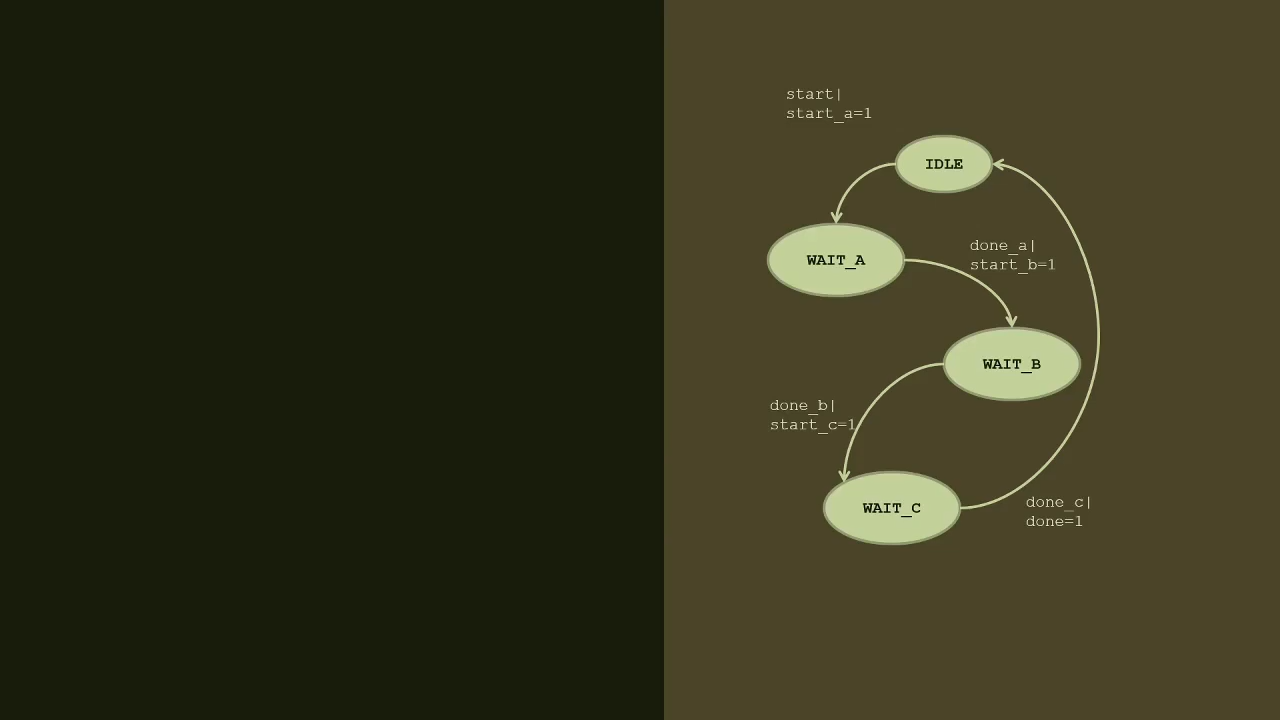 start|
start_a=1
IDLE
WAIT_A
done_a|
start_b=1
WAIT_B
done_b|
start_c=1
WAIT_C
done_c|
done=1